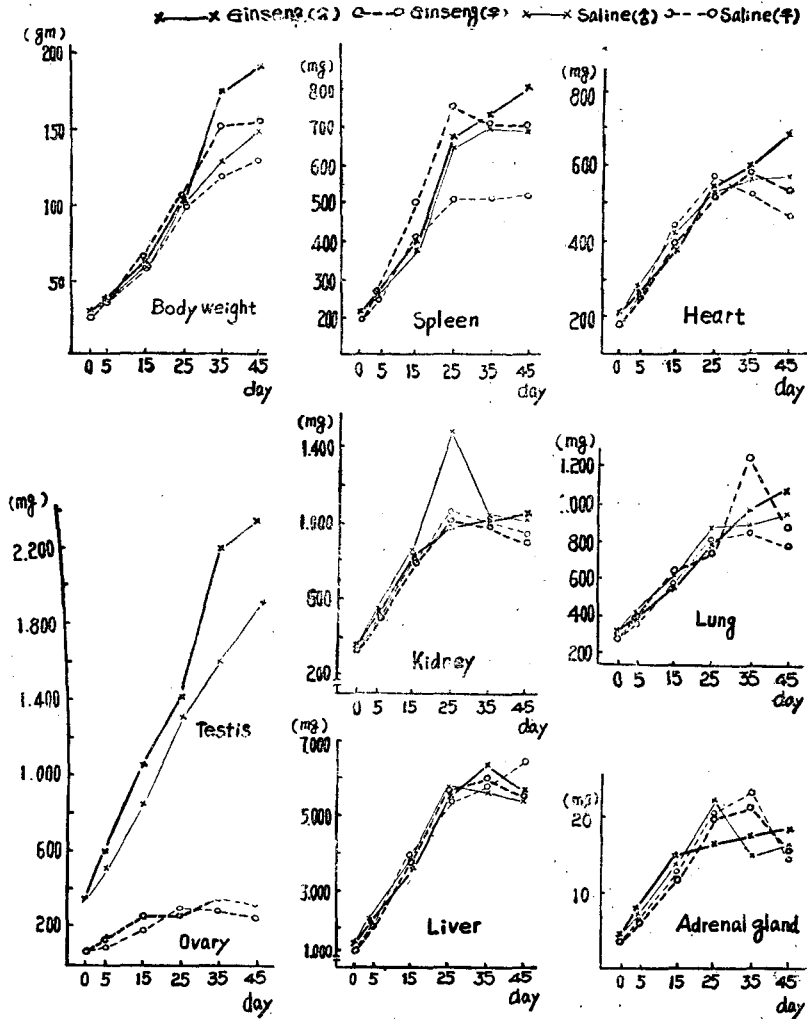 Ginseng(♂) Ginseng(♀) Saline(♂) Saline(♀)
(gm)
200
150
100
50
Body weight
0 5 15 25 35 45
day
(mg)
800
700
600
500
400
300
200
Spleen
0 5 15 25 35 45
day
(mg)
800
600
400
200
Heart
0 5 15 25 35 45
day
(mg)
2.200
1.800
1.400
1.000
600
200
Testis
Ovary
0 5 15 25 35 45
day
(mg)
1.400
200
Kidney
0 5 15 25 35 45
(mg)
1.200
1.000
800
600
400
200
Lung
0 5 15 25 35 45
day
(mg)
7.000
5.000
3.000
1.000
Liver
0 5 15 25 35 45
day
(mg)
20
10
Adrenal gland
0 5 15 25 35 45
day